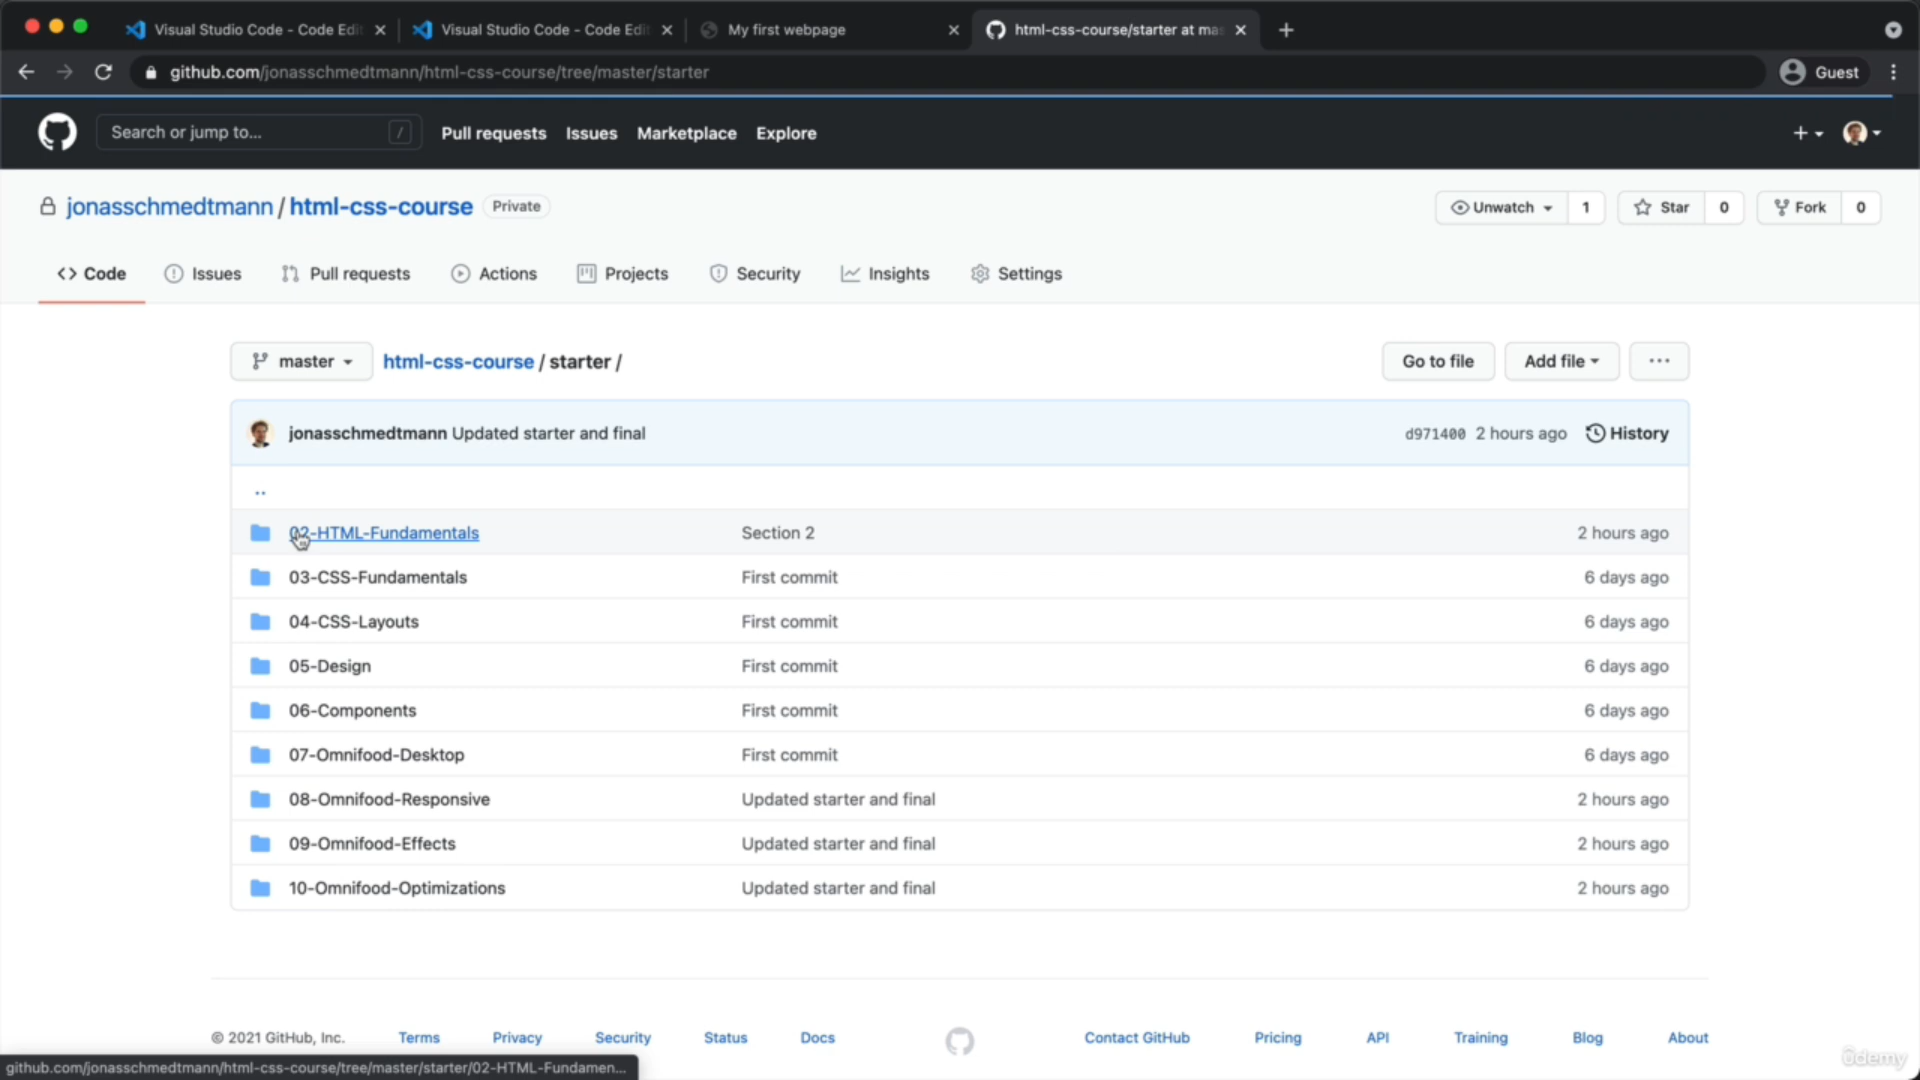 Visual Studio Code - Code Edi
Visual Studio Code - Code Edi
My first webpage
html-css-course/starter at mas
github.com/jonasschmedtmann/html-css-course/tree/master/starter
Guest
Search or jump to...
/
Pull requests
Issues
Marketplace
Explore
jonasschmedtmann / html-css-course
Private
Unwatch
1
Star
0
Fork
0
Code
Issues
Pull requests
Actions
Projects
Security
Insights
Settings
master
html-css-course / starter /
Go to file
Add file
jonasschmedtmann Updated starter and final
d971400 2 hours ago
History
..
02-HTML-Fundamentals
Section 2
2 hours ago
03-CSS-Fundamentals
First commit
6 days ago
04-CSS-Layouts
First commit
6 days ago
05-Design
First commit
6 days ago
06-Components
First commit
6 days ago
07-Omnifood-Desktop
First commit
6 days ago
08-Omnifood-Responsive
Updated starter and final
2 hours ago
09-Omnifood-Effects
Updated starter and final
2 hours ago
10-Omnifood-Optimizations
Updated starter and final
2 hours ago
© 2021 GitHub, Inc.
Terms
Privacy
Security
Status
Docs
Contact GitHub
Pricing
API
Training
Blog
About
github.com/jonasschmedtmann/html-css-course/tree/master/starter/02-HTML-Fundamen...
ûdemy